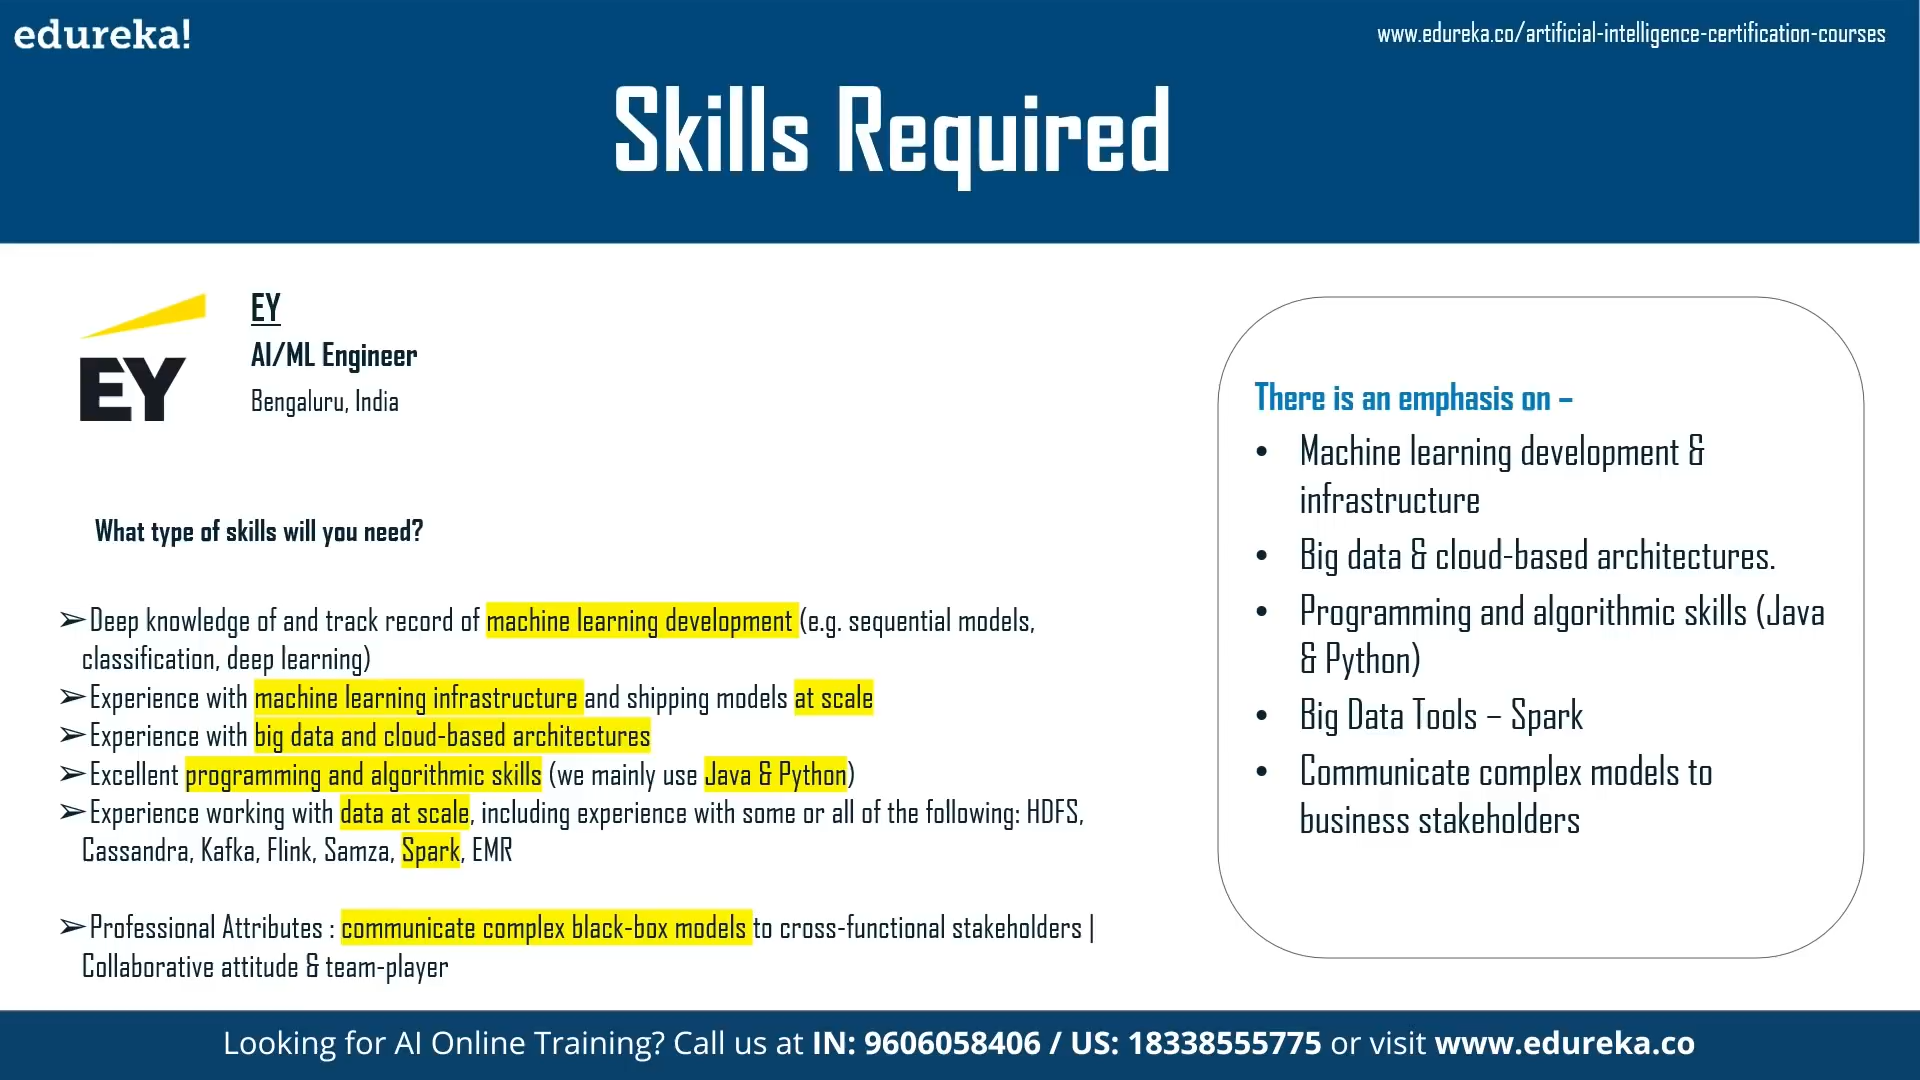 edureka!
www.edureka.co/artificial-intelligence-certification-courses
Skills Required
EY
EY
AI/ML Engineer
Bengaluru, India
What type of skills will you need?
➢Deep knowledge of and track record of machine learning development (e.g. sequential models,
classification, deep learning)
➢Experience with machine learning infrastructure and shipping models at scale
➢Experience with big data and cloud-based architectures
➢Excellent programming and algorithmic skills (we mainly use Java & Python)
➢Experience working with data at scale, including experience with some or all of the following: HDFS,
Cassandra, Kafka, Flink, Samza, Spark, EMR
➢Professional Attributes : communicate complex black-box models to cross-functional stakeholders |
Collaborative attitude & team-player
There is an emphasis on –
• Machine learning development &
infrastructure
• Big data & cloud-based architectures.
• Programming and algorithmic skills (Java
& Python)
• Big Data Tools – Spark
• Communicate complex models to
business stakeholders
Looking for AI Online Training? Call us at IN: 9606058406 / US: 18338555775 or visit www.edureka.co